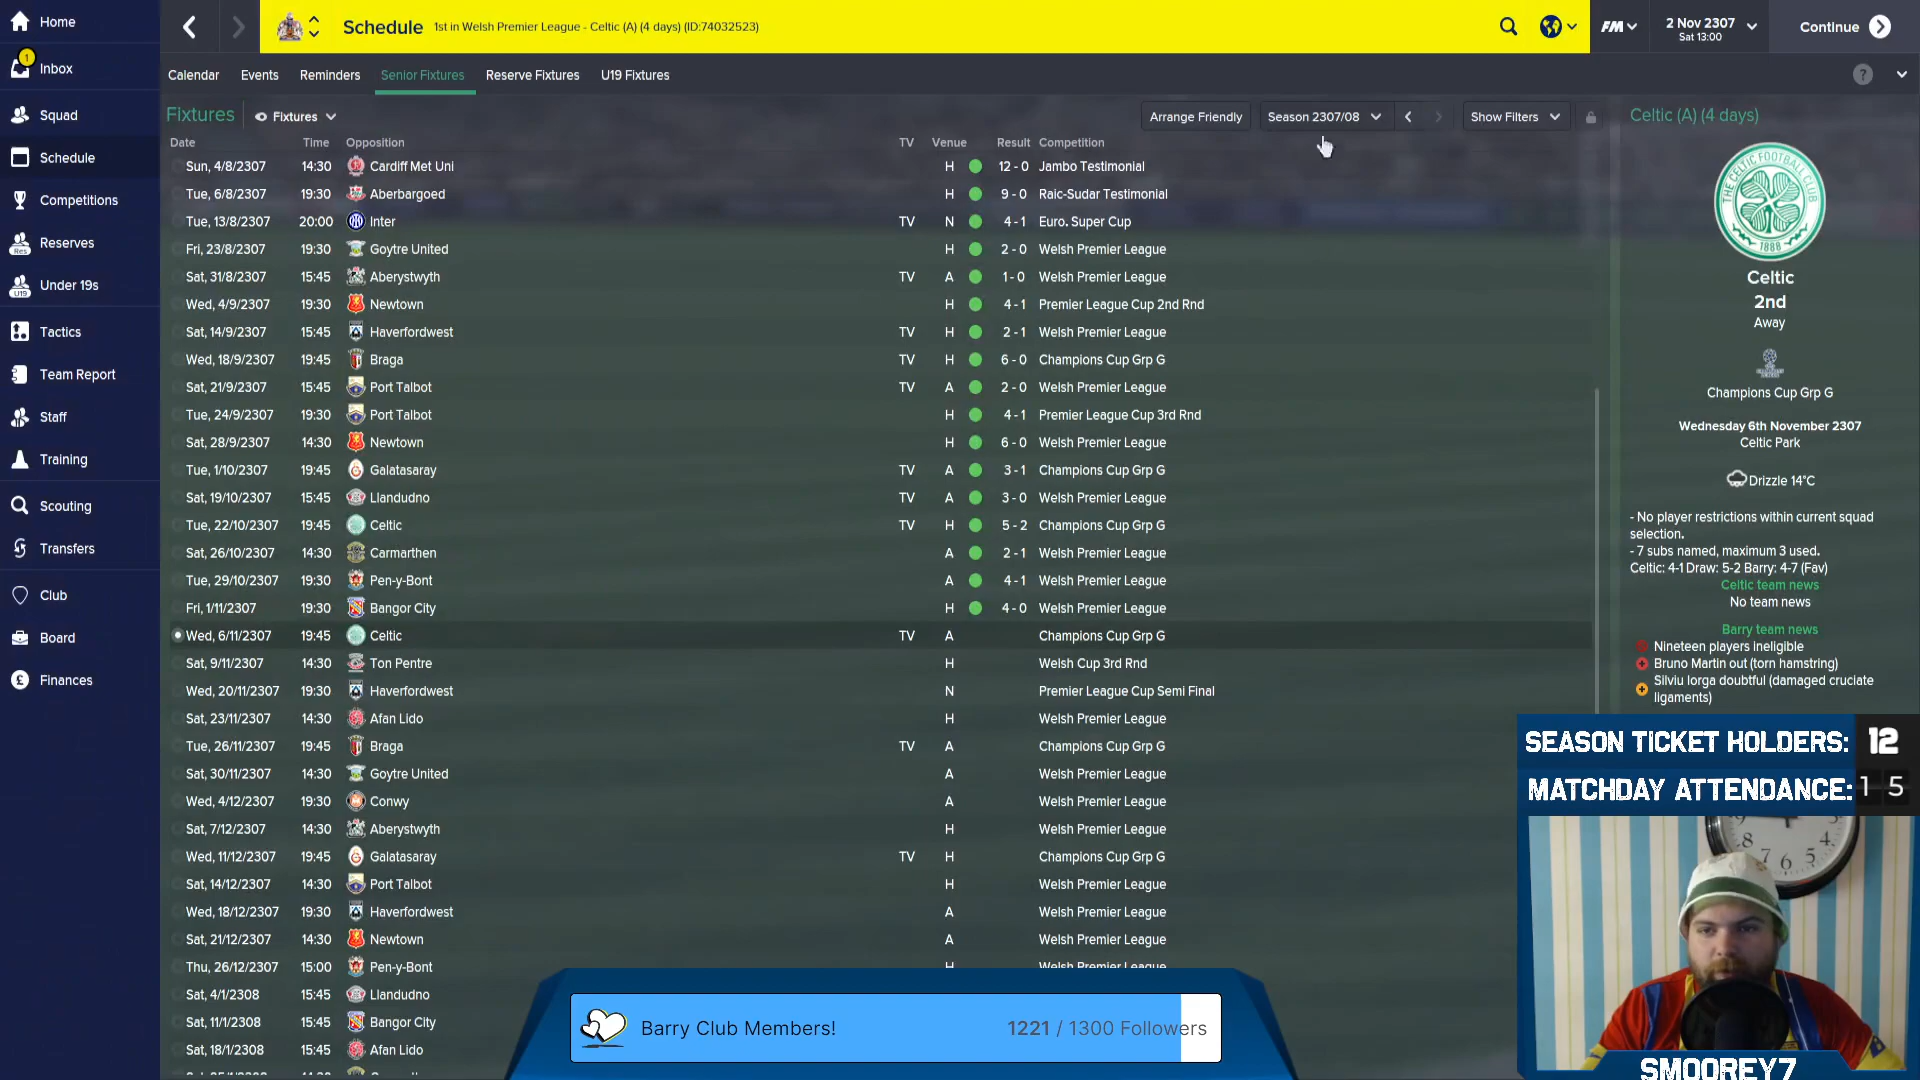 Home
Schedule 1st in Welsh Premier League - Celtic (A) (4 days) (ID:74032523)
FM
2 Nov 2307
Sat 13:00
Continue
1
Inbox
Squad
Schedule
Competitions
Res
Reserves
U19
Under 19s
Tactics
Team Report
Staff
Training
Scouting
Transfers
Club
Board
£ Finances
Calendar Events Reminders Senior Fixtures Reserve Fixtures U19 Fixtures
?
Fixtures Fixtures Arrange Friendly Season 2307/08 Show Filters
Date Time Opposition TV Venue Result Competition
Sun, 4/8/2307 14:30 Cardiff Met Uni H 12 - 0 Jambo Testimonial
Tue, 6/8/2307 19:30 Aberbargoed H 9 - 0 Raic-Sudar Testimonial
Tue, 13/8/2307 20:00 Inter TV N 4 - 1 Euro. Super Cup
Fri, 23/8/2307 19:30 Goytre United H 2 - 0 Welsh Premier League
Sat, 31/8/2307 15:45 Aberystwyth TV A 1 - 0 Welsh Premier League
Wed, 4/9/2307 19:30 Newtown H 4 - 1 Premier League Cup 2nd Rnd
Sat, 14/9/2307 15:45 Haverfordwest TV H 2 - 1 Welsh Premier League
Wed, 18/9/2307 19:45 Braga TV H 6 - 0 Champions Cup Grp G
Sat, 21/9/2307 15:45 Port Talbot TV A 2 - 0 Welsh Premier League
Tue, 24/9/2307 19:30 Port Talbot H 4 - 1 Premier League Cup 3rd Rnd
Sat, 28/9/2307 14:30 Newtown H 6 - 0 Welsh Premier League
Tue, 1/10/2307 19:45 Galatasaray TV A 3 - 1 Champions Cup Grp G
Sat, 19/10/2307 15:45 Llandudno TV A 3 - 0 Welsh Premier League
Tue, 22/10/2307 19:45 Celtic TV H 5 - 2 Champions Cup Grp G
Sat, 26/10/2307 14:30 Carmarthen A 2 - 1 Welsh Premier League
Tue, 29/10/2307 19:30 Pen-y-Bont A 4 - 1 Welsh Premier League
Fri, 1/11/2307 19:30 Bangor City H 4 - 0 Welsh Premier League
Wed, 6/11/2307 19:45 Celtic TV A Champions Cup Grp G
Sat, 9/11/2307 14:30 Ton Pentre H Welsh Cup 3rd Rnd
Wed, 20/11/2307 19:30 Haverfordwest N Premier League Cup Semi Final
Sat, 23/11/2307 14:30 Afan Lido H Welsh Premier League
Tue, 26/11/2307 19:45 Braga TV A Champions Cup Grp G
Sat, 30/11/2307 14:30 Goytre United A Welsh Premier League
Wed, 4/12/2307 19:30 Conwy A Welsh Premier League
Sat, 7/12/2307 14:30 Aberystwyth H Welsh Premier League
Wed, 11/12/2307 19:45 Galatasaray TV H Champions Cup Grp G
Sat, 14/12/2307 14:30 Port Talbot H Welsh Premier League
Wed, 18/12/2307 19:30 Haverfordwest A Welsh Premier League
Sat, 21/12/2307 14:30 Newtown A Welsh Premier League
Thu, 26/12/2307 15:00 Pen-y-Bont H Welsh Premier League
Sat, 4/1/2308 15:45 Llandudno
Sat, 11/1/2308 15:45 Bangor City
Sat, 18/1/2308 15:45 Afan Lido
Celtic (A) (4 days)
THE CELTIC FOOTBALL CLUB
1888
Celtic
2nd
Away
Champions Cup Grp G
Wednesday 6th November 2307
Celtic Park
Drizzle 14°C
- No player restrictions within current squad
selection.
- 7 subs named, maximum 3 used.
Celtic: 4-1 Draw: 5-2 Barry: 4-7 (Fav)
Celtic team news
No team news
Barry team news
Nineteen players ineligible
Bruno Martin out (torn hamstring)
Silviu Iorga doubtful (damaged cruciate
ligaments)
SEASON TICKET HOLDERS: 12
MATCHDAY ATTENDANCE: 1 5
8 7 6 5 4 3
SMOOREY7
Barry Club Members! 1221 / 1300 Followers